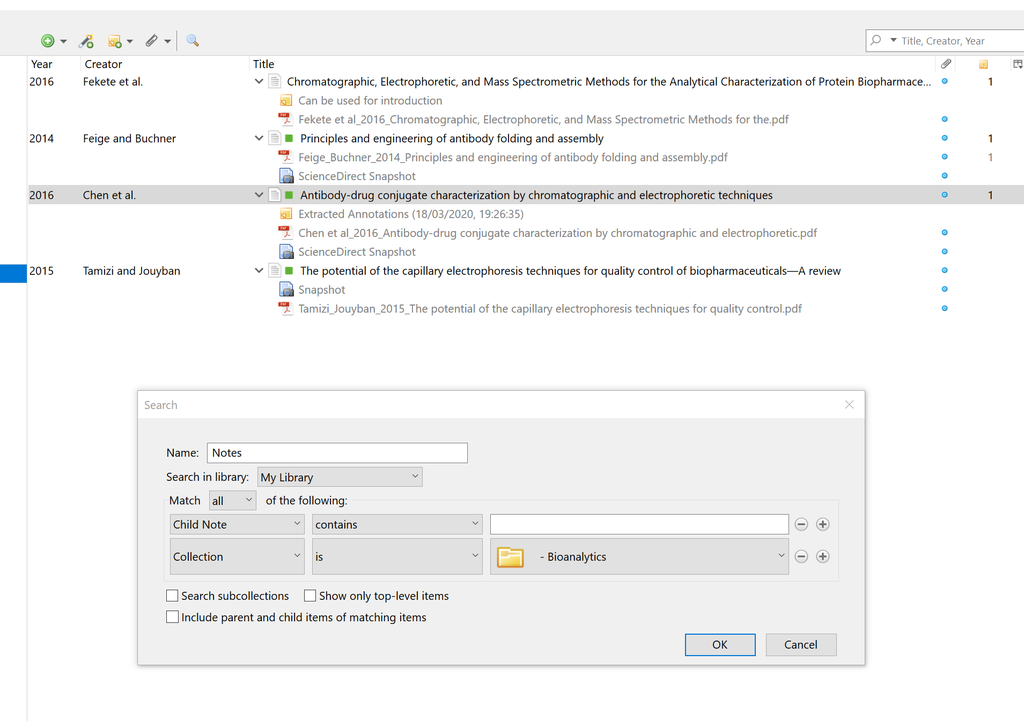 Title, Creator, Year
Year Creator Title
2016 Fekete et al. Chromatographic, Electrophoretic, and Mass Spectrometric Methods for the Analytical Characterization of Protein Biopharmace... 1
Can be used for introduction
Fekete et al_2016_Chromatographic, Electrophoretic, and Mass Spectrometric Methods for the.pdf
2014 Feige and Buchner Principles and engineering of antibody folding and assembly 1
Feige_Buchner_2014_Principles and engineering of antibody folding and assembly.pdf 1
ScienceDirect Snapshot
2016 Chen et al. Antibody-drug conjugate characterization by chromatographic and electrophoretic techniques 1
Extracted Annotations (18/03/2020, 19:26:35)
Chen et al_2016_Antibody-drug conjugate characterization by chromatographic and electrophoretic.pdf
ScienceDirect Snapshot
2015 Tamizi and Jouyban The potential of the capillary electrophoresis techniques for quality control of biopharmaceuticals—A review
Snapshot
Tamizi_Jouyban_2015_The potential of the capillary electrophoresis techniques for quality control.pdf
Search
Name: Notes
Search in library: My Library
Match all of the following:
Child Note contains
Collection is - Bioanalytics
Search subcollections Show only top-level items
Include parent and child items of matching items
OK Cancel